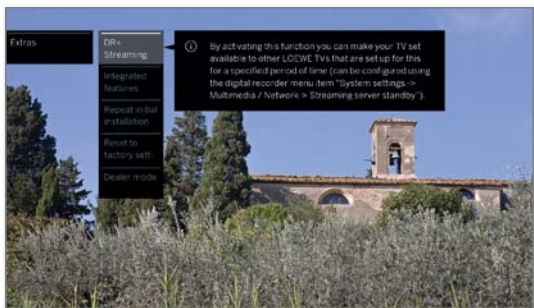 Extras
DR+
Streaming
Integrated
features
Repeat initial
installation
Reset to
factory setti
Dealer mode
By activating this function you can make your TV set
available to other LOEWE TVs that are set up for this
for a specified period of time (can be configured using
the digital recorder menu item "System settings ->
Multimedia / Network -> Streaming server standby").